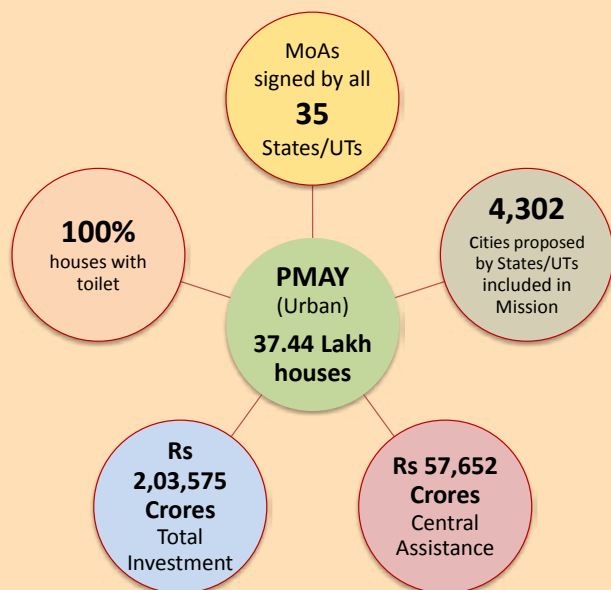 MoAs
signed by all
35
States/UTs
100%
houses with
toilet
4,302
Cities proposed
by States/UTs
included in
Mission
PMAY
(Urban)
37.44 Lakh
houses
Rs
2,03,575
Crores
Total
Investment
Rs 57,652
Crores
Central
Assistance